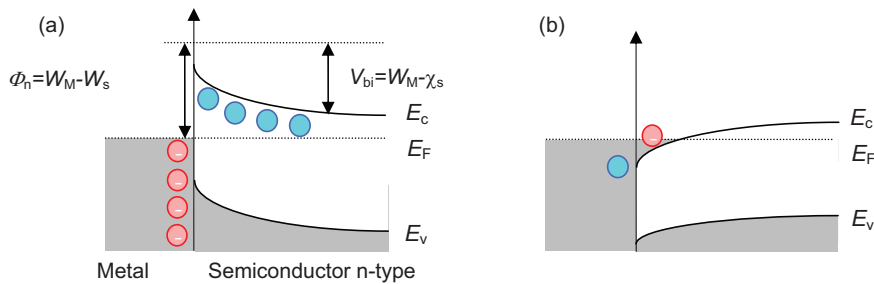 (a)
(b)
Φn=WM-Ws
Vbi=WM-χs
Ec
EF
Ev
Metal
Semiconductor n-type
Ec
EF
Ev